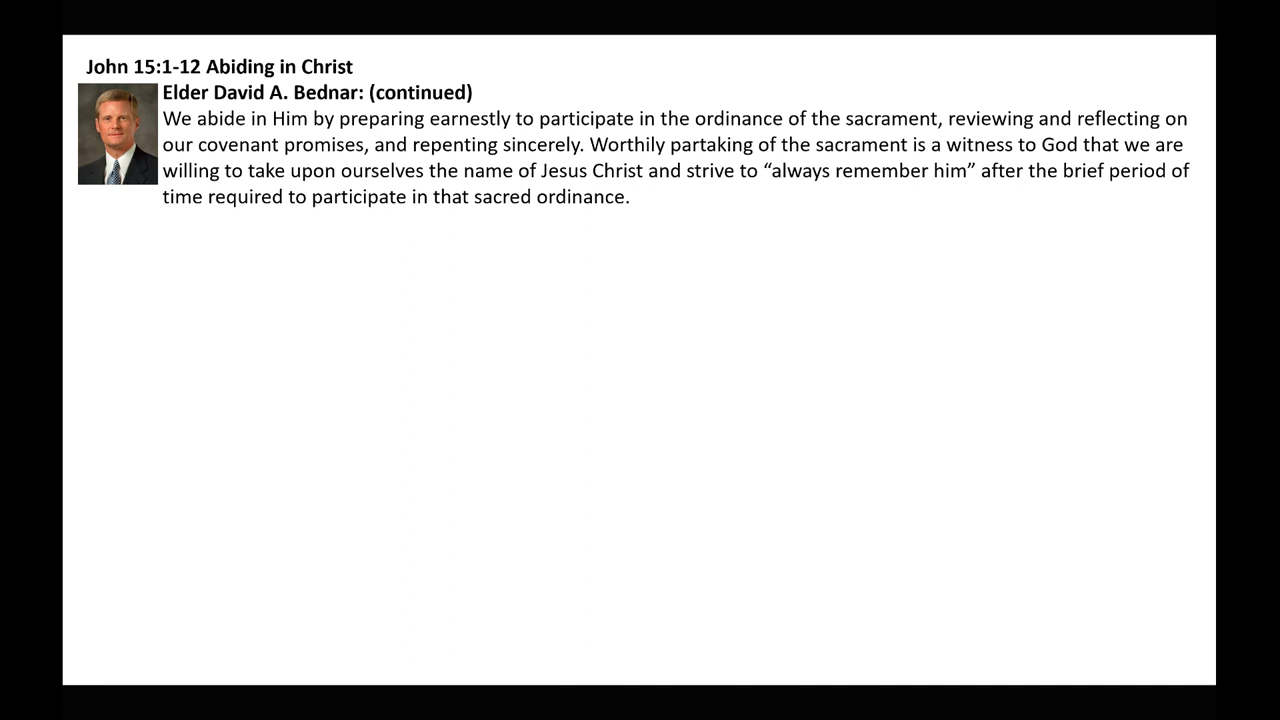 John 15:1-12 Abiding in Christ
Elder David A. Bednar: (continued)
We abide in Him by preparing earnestly to participate in the ordinance of the sacrament, reviewing and reflecting on
our covenant promises, and repenting sincerely. Worthily partaking of the sacrament is a witness to God that we are
willing to take upon ourselves the name of Jesus Christ and strive to “always remember him” after the brief period of
time required to participate in that sacred ordinance.